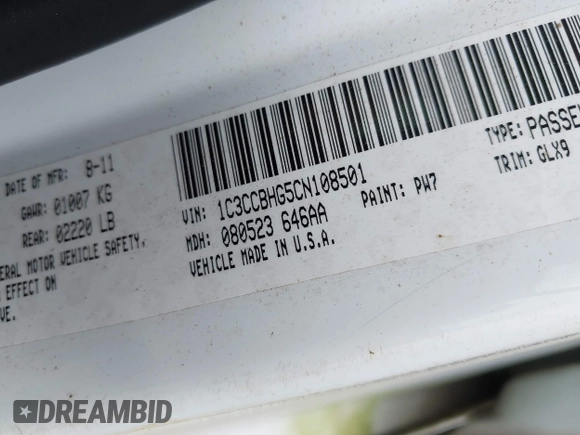 DATE OF MFR: 8-11
GAWR: 01007 KG
REAR: 02220 LB
ERAL MOTOR VEHICLE SAFETY,
EFFECT ON
VE.
VIN: 1C3CCBHG5CN108501
MDH: 080523 646AA
VEHICLE MADE IN U.S.A.
PAINT: PW7
TYPE: PASSE
TRIM: GLX9
DREAMBID